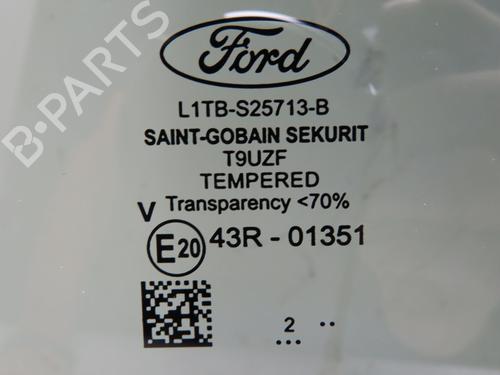 B-PARTS
Ford
L1TB-S25713-B
SAINT-GOBAIN SEKURIT
T9UZF
TEMPERED
V Transparency <70%
E20 43R - 01351
2 ..
...